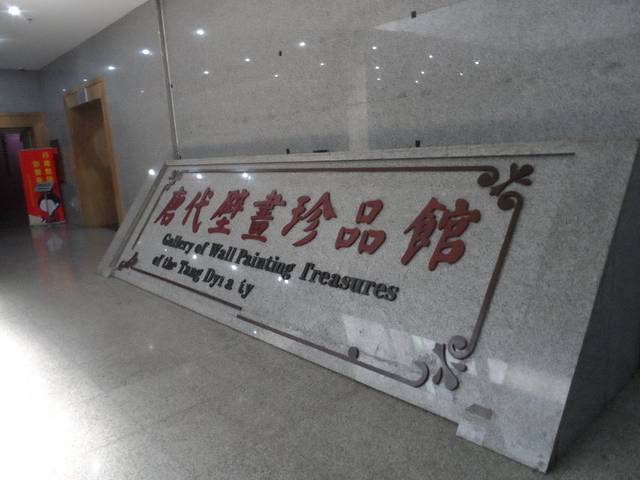 唐代壁畫珍品館
Gallery of Wall Painting Treasures
of the Tang Dyna ty